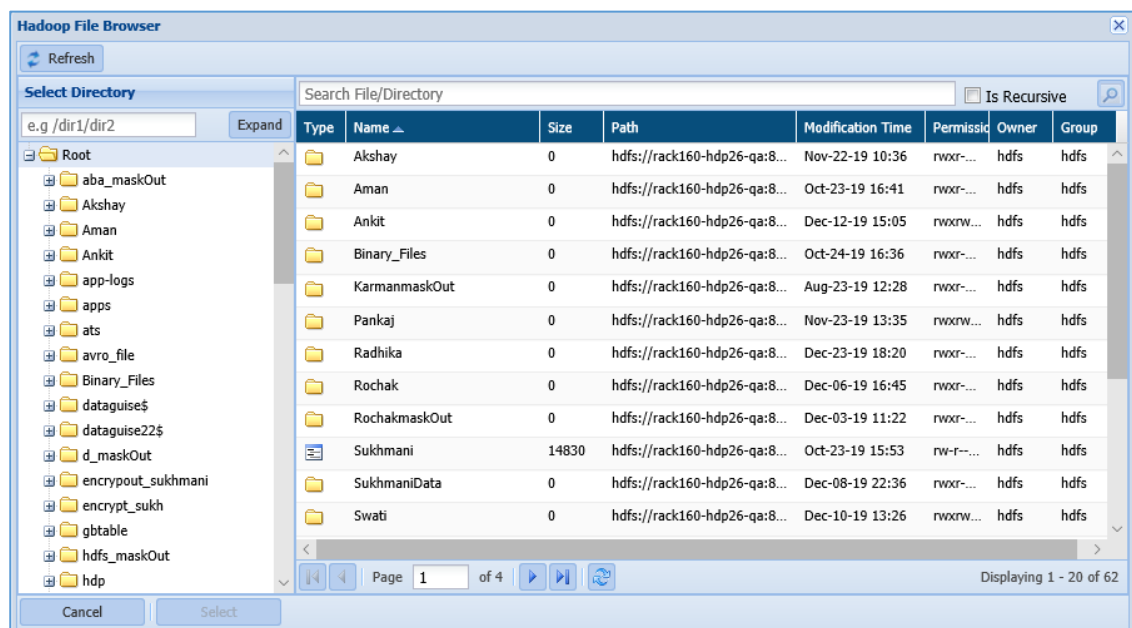 Hadoop File Browser
Refresh
Select Directory
e.g /dir1/dir2 Expand
Root
aba_maskOut
Akshay
Aman
Ankit
app-logs
apps
ats
avro_file
Binary_Files
dataguise$
dataguise22$
d_maskOut
encrypout_sukhmani
encrypt_sukh
gbtable
hdfs_maskOut
hdp
Search File/Directory Is Recursive
Type Name Size Path Modification Time Permissic Owner Group
Akshay 0 hdfs://rack160-hdp26-qa:8... Nov-22-19 10:36 rwxr-... hdfs hdfs
Aman 0 hdfs://rack160-hdp26-qa:8... Oct-23-19 16:41 rwxr-... hdfs hdfs
Ankit 0 hdfs://rack160-hdp26-qa:8... Dec-12-19 15:05 rwxrw... hdfs hdfs
Binary_Files 0 hdfs://rack160-hdp26-qa:8... Oct-24-19 16:36 rwxr-... hdfs hdfs
KarmanmaskOut 0 hdfs://rack160-hdp26-qa:8... Aug-23-19 12:28 rwxr-... hdfs hdfs
Pankaj 0 hdfs://rack160-hdp26-qa:8... Nov-23-19 13:35 rwxrw... hdfs hdfs
Radhika 0 hdfs://rack160-hdp26-qa:8... Dec-23-19 18:20 rwxr-... hdfs hdfs
Rochak 0 hdfs://rack160-hdp26-qa:8... Dec-06-19 16:45 rwxr-... hdfs hdfs
RochakmaskOut 0 hdfs://rack160-hdp26-qa:8... Dec-03-19 11:22 rwxr-... hdfs hdfs
Sukhmani 14830 hdfs://rack160-hdp26-qa:8... Oct-23-19 15:53 rw-r--... hdfs hdfs
SukhmaniData 0 hdfs://rack160-hdp26-qa:8... Dec-08-19 22:36 rwxr-... hdfs hdfs
Swati 0 hdfs://rack160-hdp26-qa:8... Dec-10-19 13:26 rwxrw... hdfs hdfs
Page 1 of 4 Displaying 1 - 20 of 62
Cancel Select